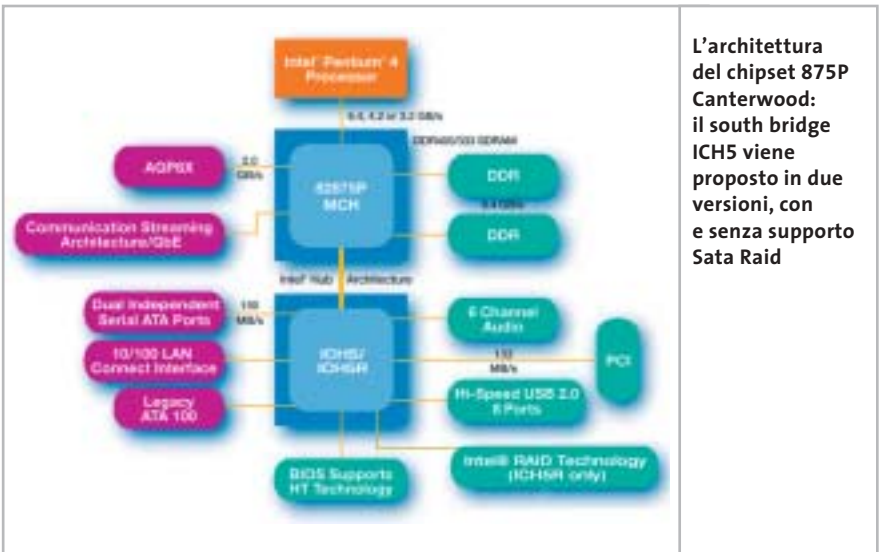 Intel® Pentium® 4
Processor
6.4, 4.2 or 3.2 GB/s
DDR400/333 SDRAM
AGP8X
2.0
GB/s
82875P
MCH
DDR
6.4 GB/s
DDR
Communication Streaming
Architecture/GbE
Intel® Hub Architecture
Dual Independent
Serial ATA Ports
MB/s
6 Channel
Audio
10/100 LAN
Connect Interface
ICH5/
ICH5R
133
MB/s
PCI
Legacy
ATA 100
Hi-Speed USB 2.0
8 Ports
BIOS Supports
HT Technology
Intel® RAID Technology
(ICH5R only)
L’architettura
del chipset 875P
Canterwood:
il south bridge
ICH5 viene
proposto in due
versioni, con
e senza supporto
Sata Raid